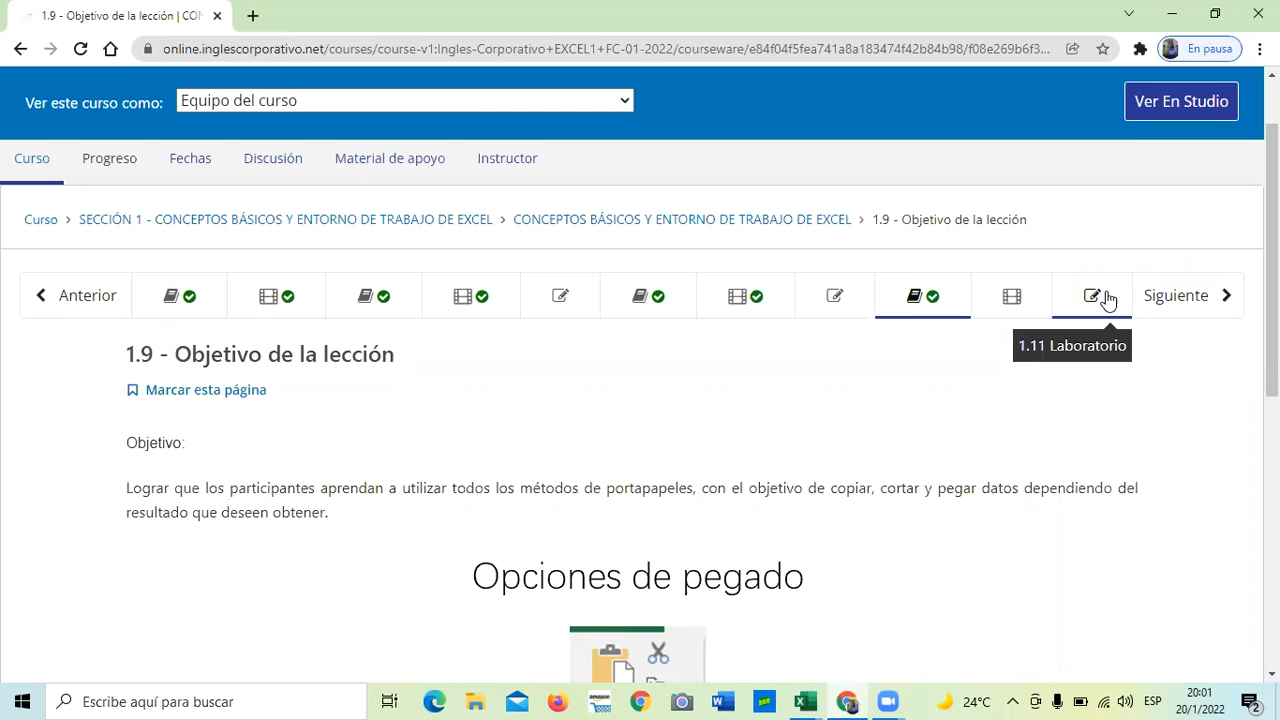 1.9 - Objetivo de la lección | CON
online.inglescorporativo.net/courses/course-v1:Ingles-Corporativo+EXCEL1+FC-01-2022/courseware/e84f04f5fea741a8a183474f42b84b98/f08e269b6f3...
En pausa
Ver este curso como:
Equipo del curso
Ver En Studio
Curso
Progreso
Fechas
Discusión
Material de apoyo
Instructor
Curso > SECCIÓN 1 - CONCEPTOS BÁSICOS Y ENTORNO DE TRABAJO DE EXCEL > CONCEPTOS BÁSICOS Y ENTORNO DE TRABAJO DE EXCEL > 1.9 - Objetivo de la lección
Anterior
Siguiente
1.11 Laboratorio
1.9 - Objetivo de la lección
Marcar esta página
Objetivo:
Lograr que los participantes aprendan a utilizar todos los métodos de portapapeles, con el objetivo de copiar, cortar y pegar datos dependiendo del
resultado que deseen obtener.
Opciones de pegado
Escribe aquí para buscar
amazon
24°C
ESP
20:01
20/1/2022
2